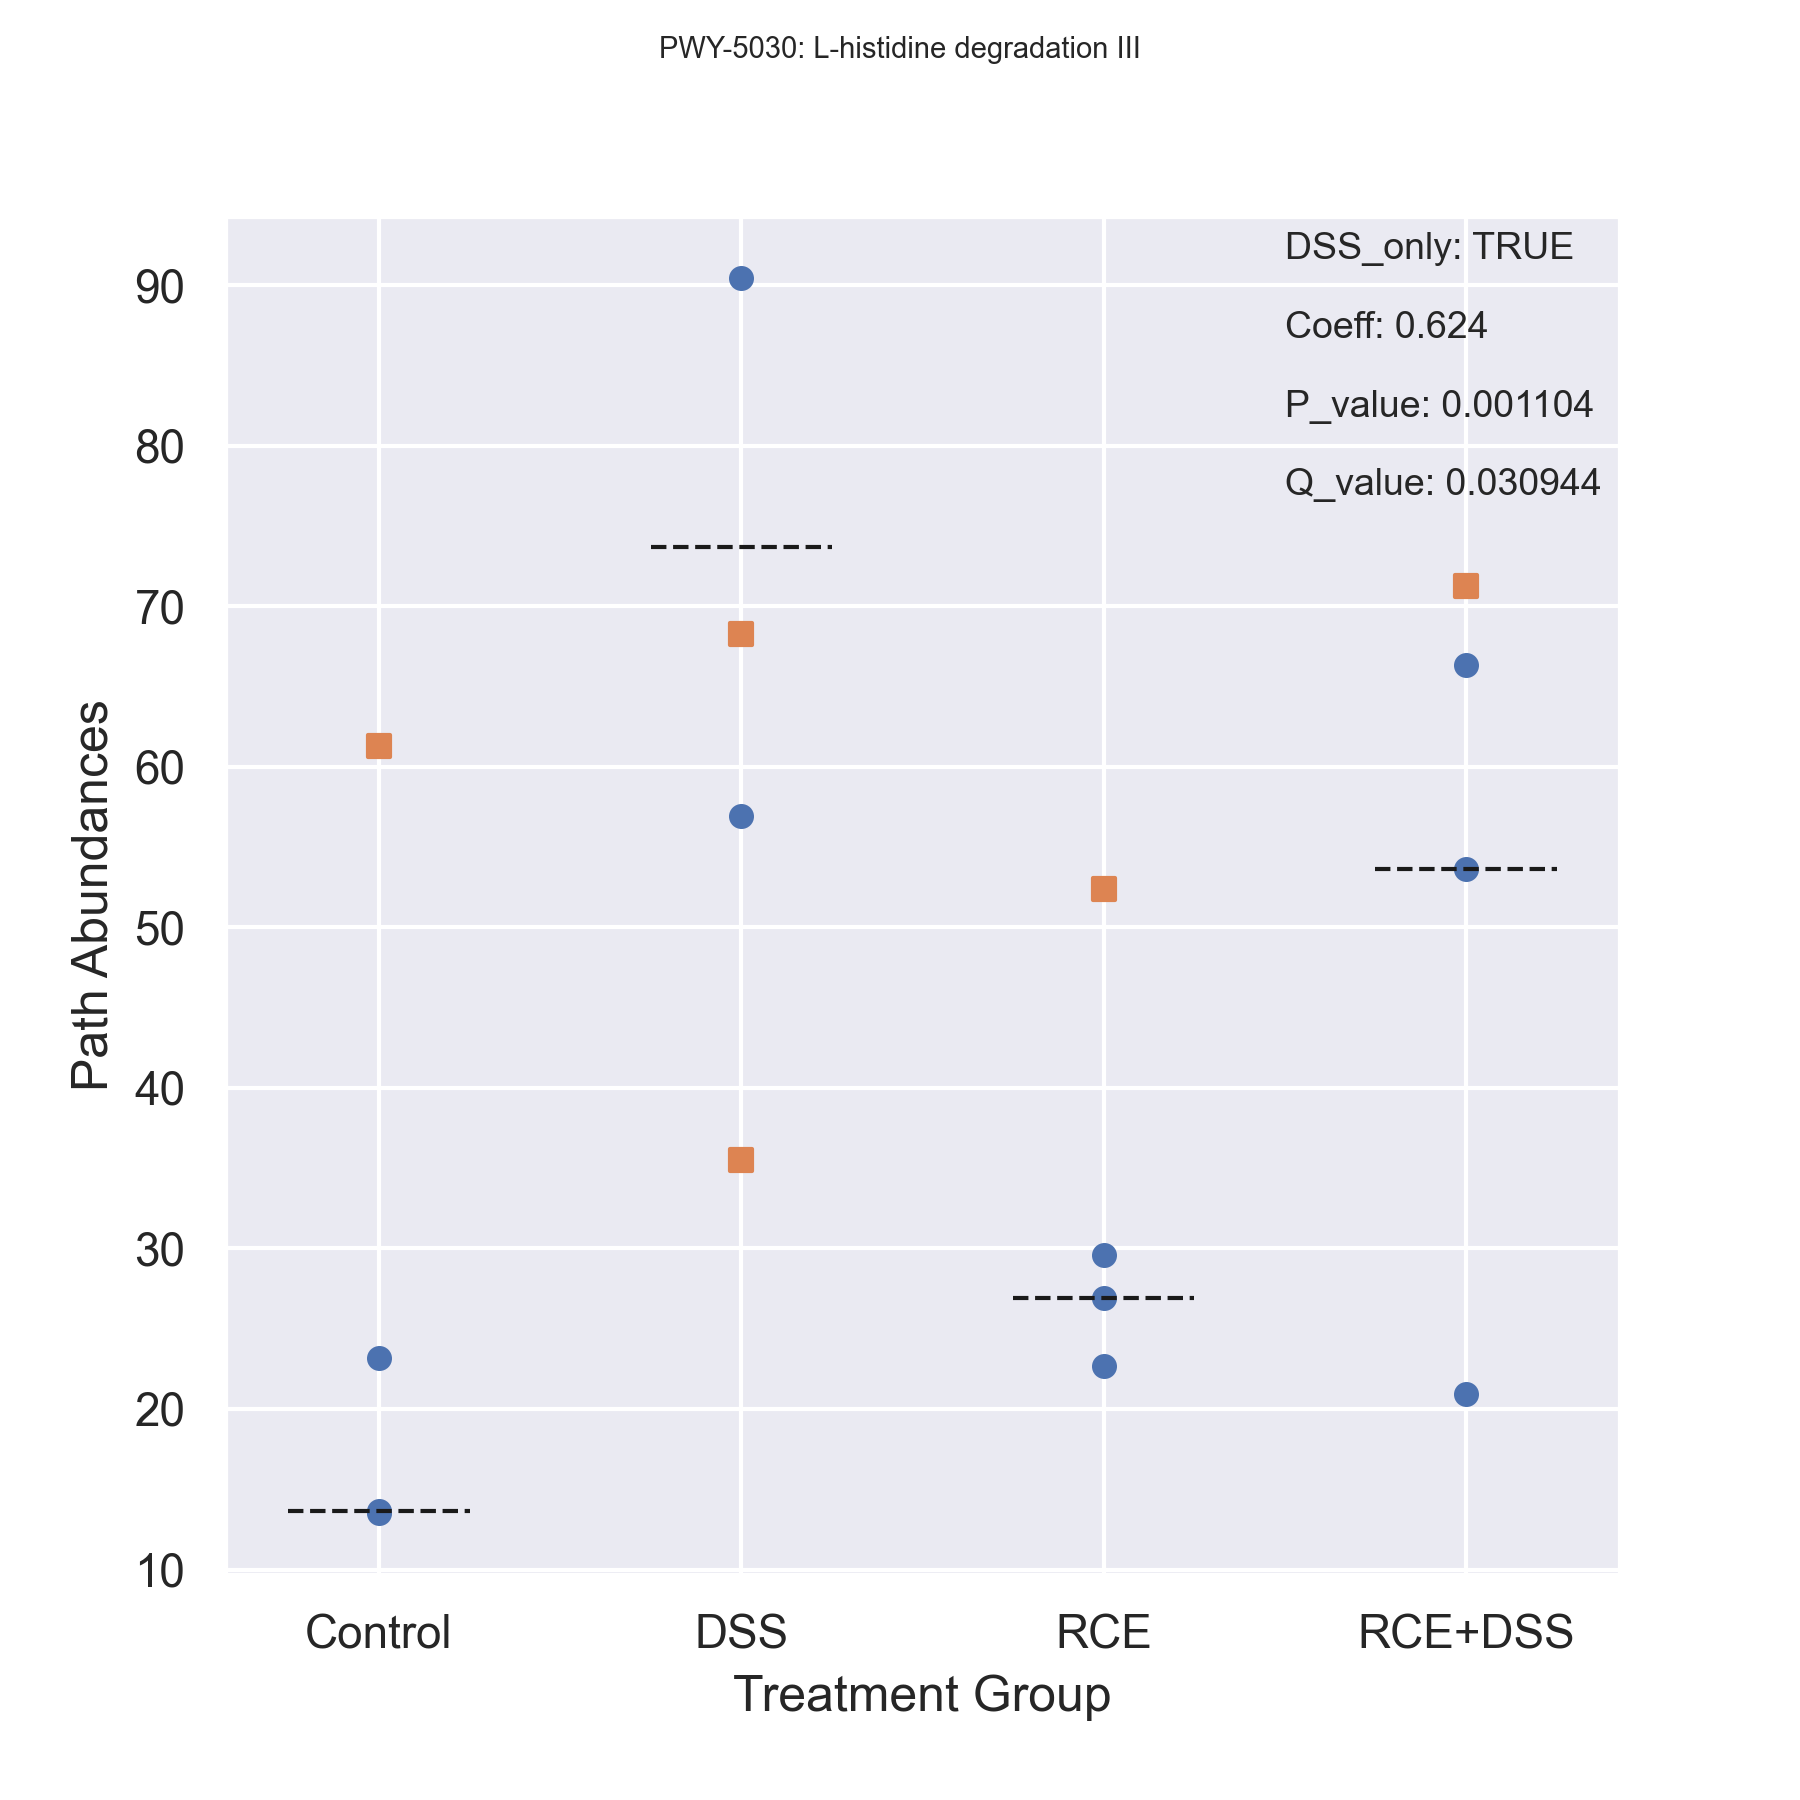 PWY-5030: L-histidine degradation III
DSS_only: TRUE
Coeff: 0.624
P_value: 0.001104
Q_value: 0.030944
90
80
70
60
50
40
30
20
10
Path Abundances
Control
DSS
RCE
RCE+DSS
Treatment Group